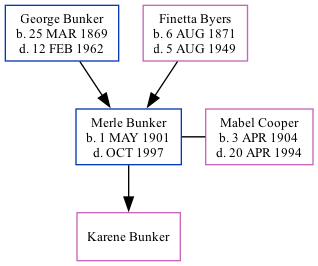 George Bunker
b. 25 MAR 1869
d. 12 FEB 1962
Finetta Byers
b. 6 AUG 1871
d. 5 AUG 1949
Merle Bunker
b. 1 MAY 1901
d. OCT 1997
Mabel Cooper
b. 3 APR 1904
d. 20 APR 1994
Karene Bunker